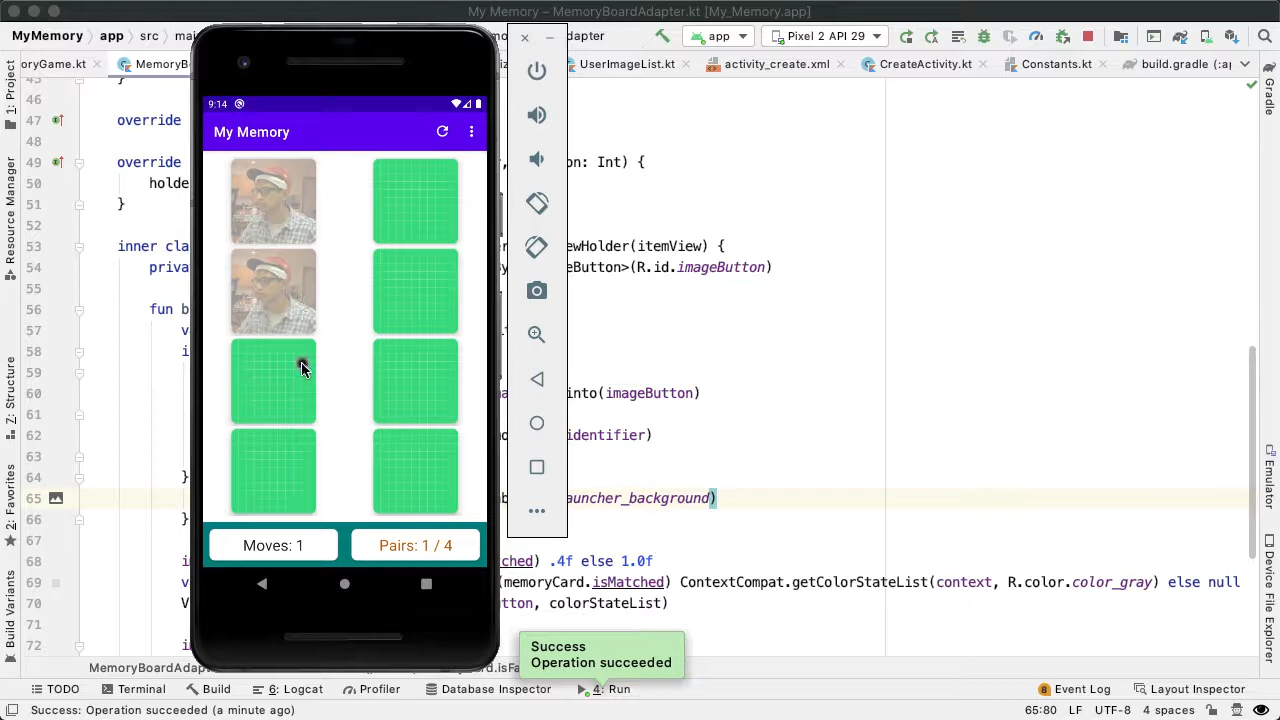 My Memory – MemoryBoardAdapter.kt [My_Memory.app]
MyMemory
app
src
mai
dapter
app
Pixel 2 API 29
oryGame.kt
MemoryB
UserImageList.kt
activity_create.xml
CreateActivity.kt
Constants.kt
build.gradle (:ap
1: Project
Resource Manager
Z: Structure
2: Favorites
Build Variants
Gradle
Emulator
Device File Explorer
45 }
46
47 override
48
49 override on: Int) {
50 holde
51 }
52
53 inner cla ewHolder(itemView) {
54 priva eButton>(R.id.imageButton)
55
56 fun b
57 v
58 i
59
60 into(imageButton)
61
62 identifier)
63
64 }
65 auncher_background)
66 }
67
68 i ched) .4f else 1.0f
69 v (memoryCard.isMatched) ContextCompat.getColorStateList(context, R.color.color_gray) else null
70 V tton, colorStateList)
71
72 i
9:14
My Memory
Moves: 1
Pairs: 1 / 4
MemoryBoardAdapt
Success
Operation succeeded
TODO
Terminal
Build
6: Logcat
Profiler
Database Inspector
4: Run
8 Event Log
Layout Inspector
Success: Operation succeeded (a minute ago)
65:80
LF
UTF-8
4 spaces